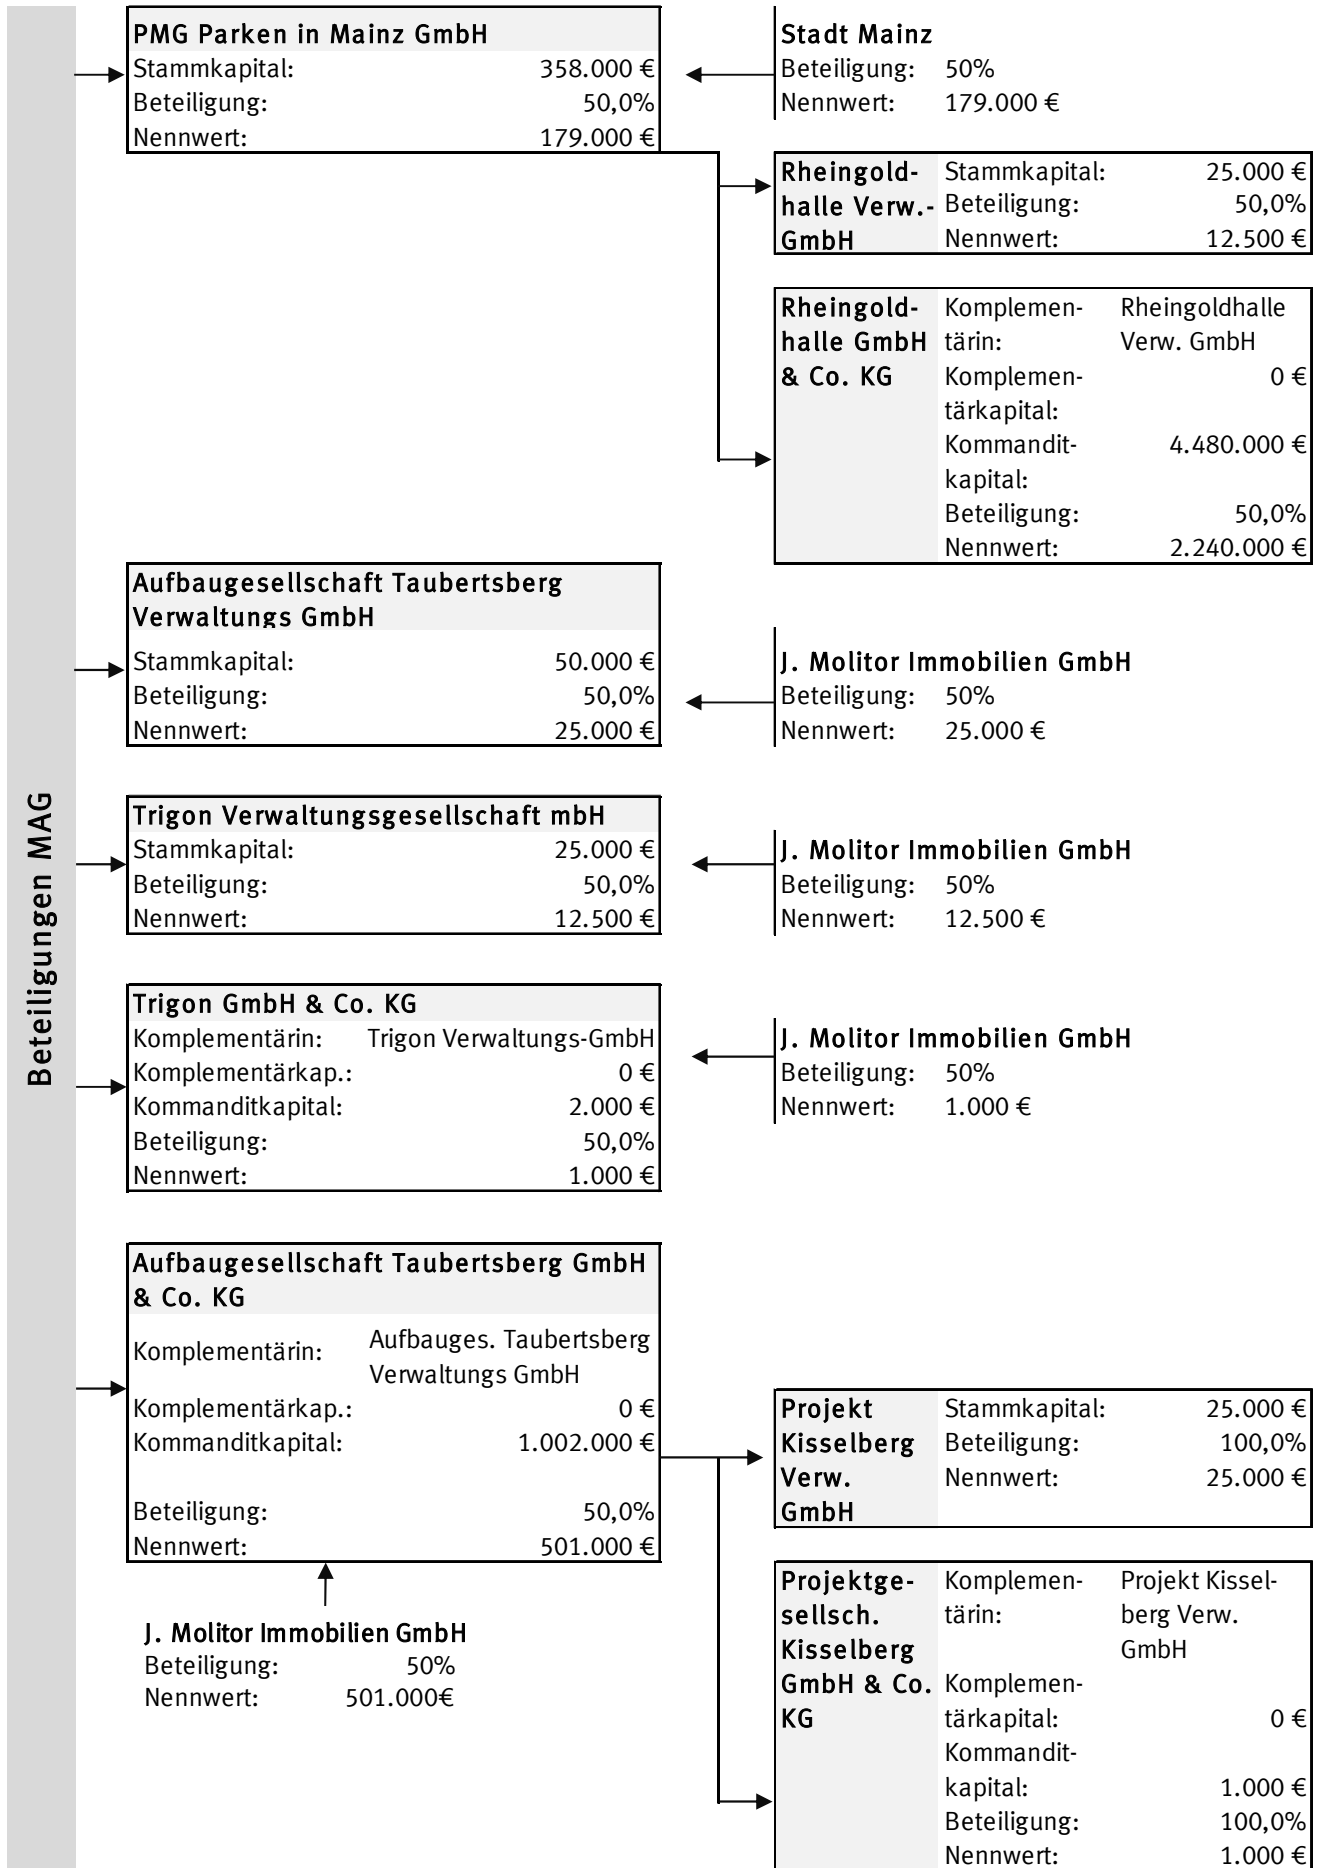 Beteiligungen MAG
PMG Parken in Mainz GmbH
Stammkapital: 358.000 €
Beteiligung: 50,0%
Nennwert: 179.000 €
Stadt Mainz
Beteiligung: 50%
Nennwert: 179.000 €
Rheingold- Stammkapital: 25.000 €
halle Verw.- Beteiligung: 50,0%
GmbH Nennwert: 12.500 €
Rheingold- Komplemen- Rheingoldhalle
halle GmbH tärin: Verw. GmbH
& Co. KG Komplemen- 0 €
tärkapital:
Kommandit- 4.480.000 €
kapital:
Beteiligung: 50,0%
Nennwert: 2.240.000 €
Aufbaugesellschaft Taubertsberg
Verwaltungs GmbH
Stammkapital: 50.000 €
Beteiligung: 50,0%
Nennwert: 25.000 €
J. Molitor Immobilien GmbH
Beteiligung: 50%
Nennwert: 25.000 €
Trigon Verwaltungsgesellschaft mbH
Stammkapital: 25.000 €
Beteiligung: 50,0%
Nennwert: 12.500 €
J. Molitor Immobilien GmbH
Beteiligung: 50%
Nennwert: 12.500 €
Trigon GmbH & Co. KG
Komplementärin: Trigon Verwaltungs-GmbH
Komplementärkap.: 0 €
Kommanditkapital: 2.000 €
Beteiligung: 50,0%
Nennwert: 1.000 €
J. Molitor Immobilien GmbH
Beteiligung: 50%
Nennwert: 1.000 €
Aufbaugesellschaft Taubertsberg GmbH
& Co. KG
Komplementärin: Aufbauges. Taubertsberg
Verwaltungs GmbH
Komplementärkap.: 0 €
Kommanditkapital: 1.002.000 €
Beteiligung: 50,0%
Nennwert: 501.000 €
J. Molitor Immobilien GmbH
Beteiligung: 50%
Nennwert: 501.000€
Projekt Stammkapital: 25.000 €
Kisselberg Beteiligung: 100,0%
Verw. Nennwert: 25.000 €
GmbH
Projektge- Komplemen- Projekt Kissel-
sellsch. tärin: berg Verw.
Kisselberg GmbH
GmbH & Co. Komplemen-
KG tärkapital: 0 €
Kommandit-
kapital: 1.000 €
Beteiligung: 100,0%
Nennwert: 1.000 €